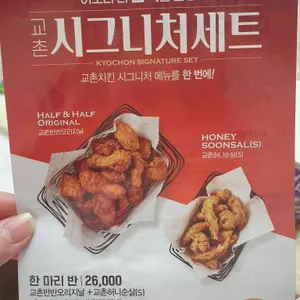 교촌
시그니처세트
KYOCHON SIGNATURE SET
교촌치킨 시그니처 메뉴를 한 번에!
HALF & HALF
ORIGINAL
교촌반반오리지날
HONEY
SOONSAL(S)
교촌허니순살(S)
한 마리 반 | 26,000
교촌반반오리지날+교촌허니순살(S)